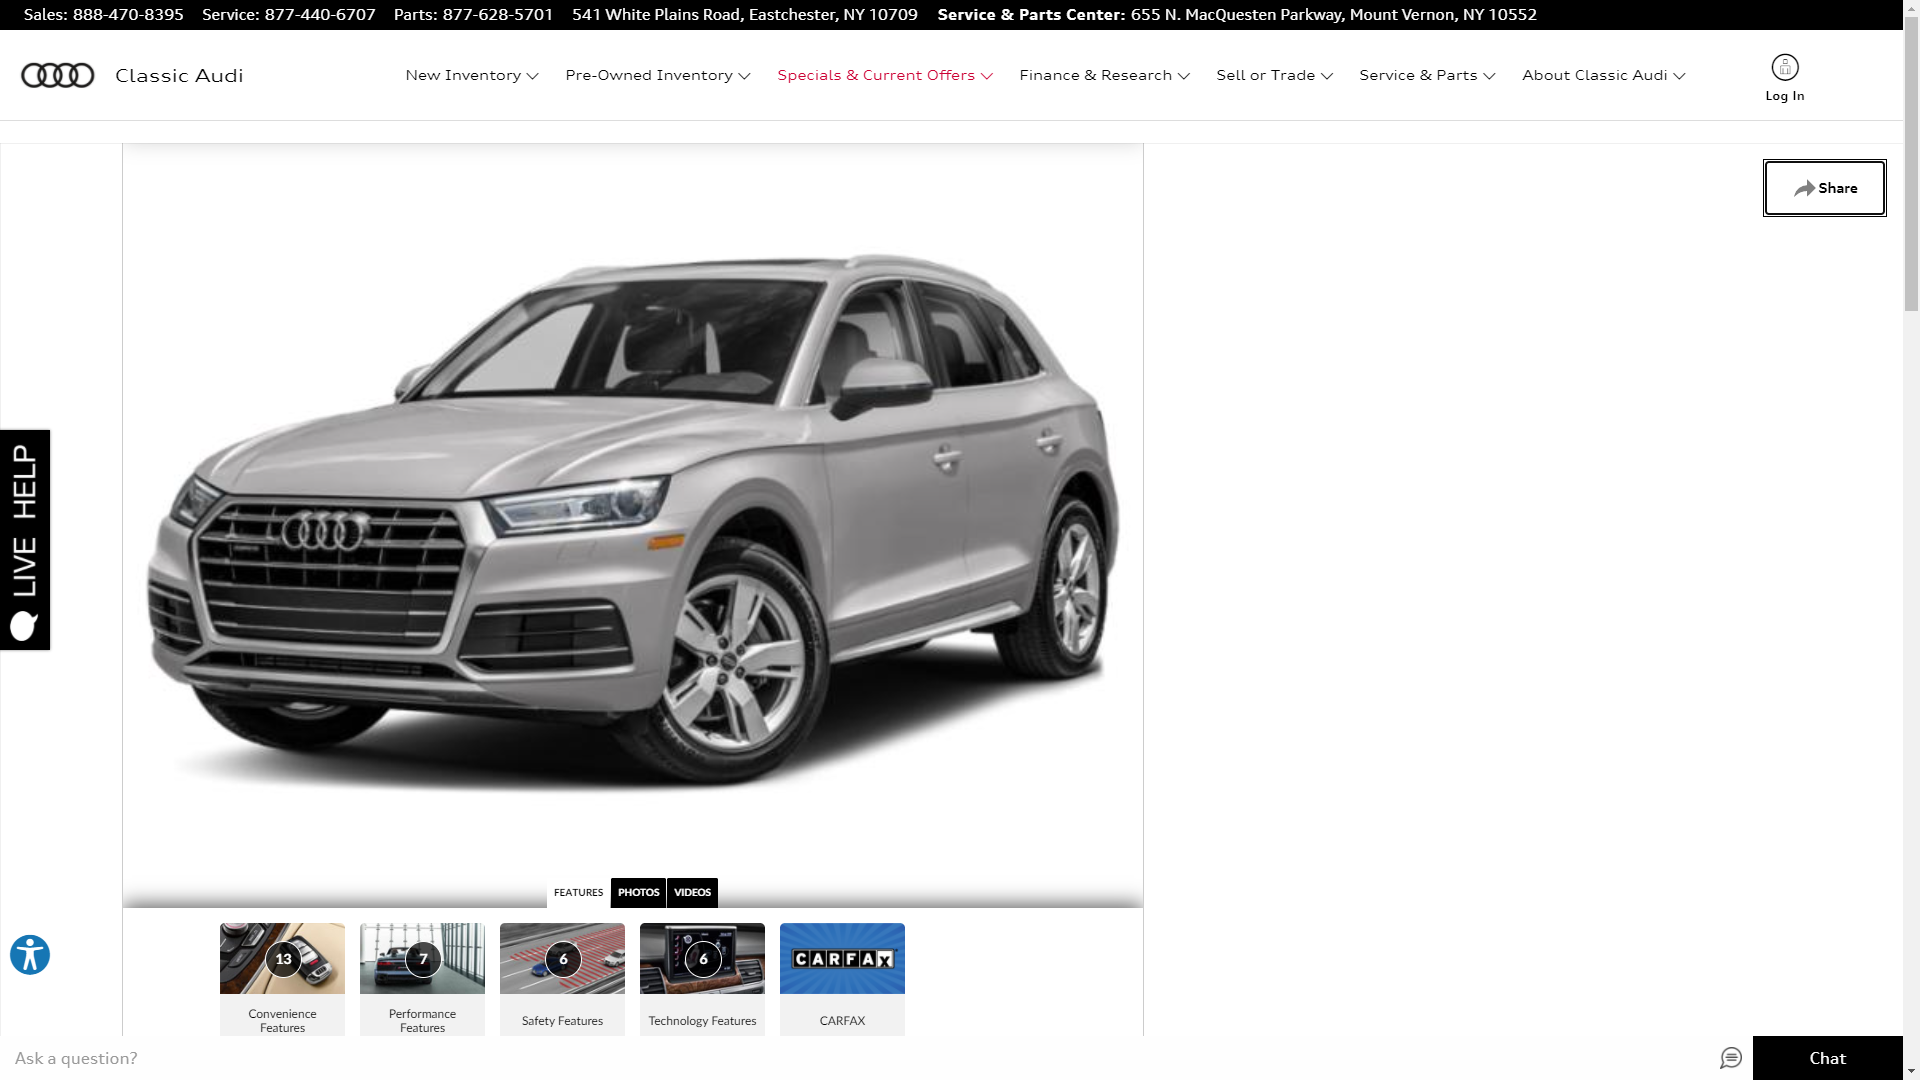 Sales: 888-470-8395 Service: 877-440-6707 Parts: 877-628-5701 541 White Plains Road, Eastchester, NY 10709 Service & Parts Center: 655 N. MacQuesten Parkway, Mount Vernon, NY 10552
Classic Audi
New Inventory
Pre-Owned Inventory
Specials & Current Offers
Finance & Research
Sell or Trade
Service & Parts
About Classic Audi
Log In
Share
LIVE HELP
FEATURES
PHOTOS
VIDEOS
13
7
6
6
CARFAX
Convenience
Features
Performance
Features
Safety Features
Technology Features
CARFAX
Ask a question?
Chat